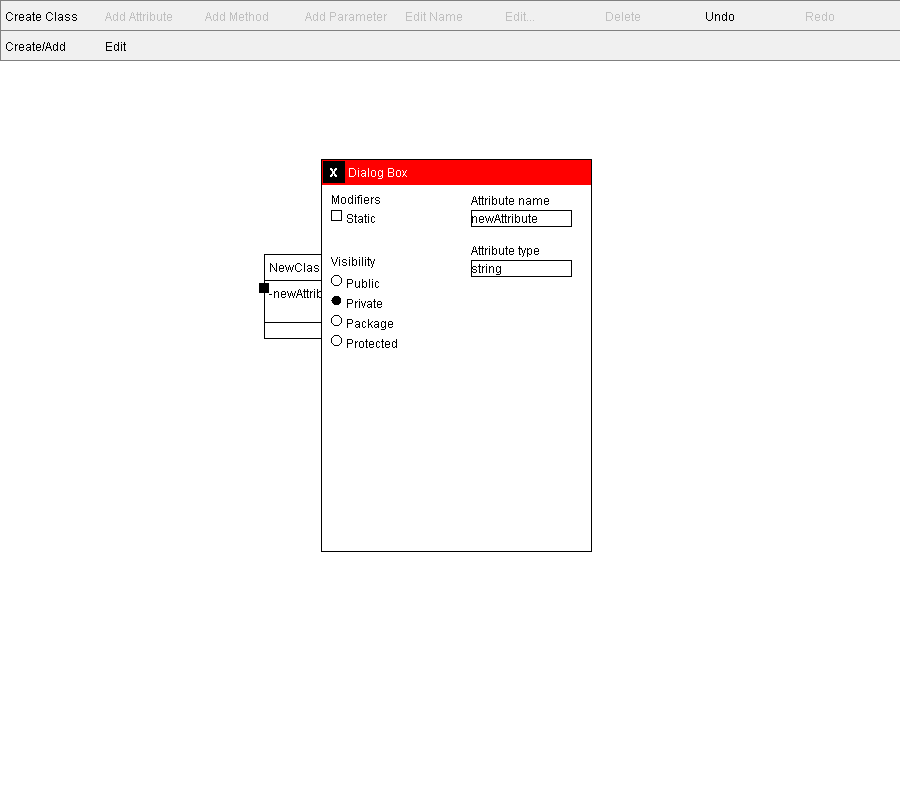 Create Class Add Attribute Add Method Add Parameter Edit Name Edit... Delete Undo Redo
Create/Add Edit
X Dialog Box
Modifiers
Static
Attribute name
newAttribute
Attribute type
string
Visibility
Public
Private
Package
Protected
NewClas
-newAttrib